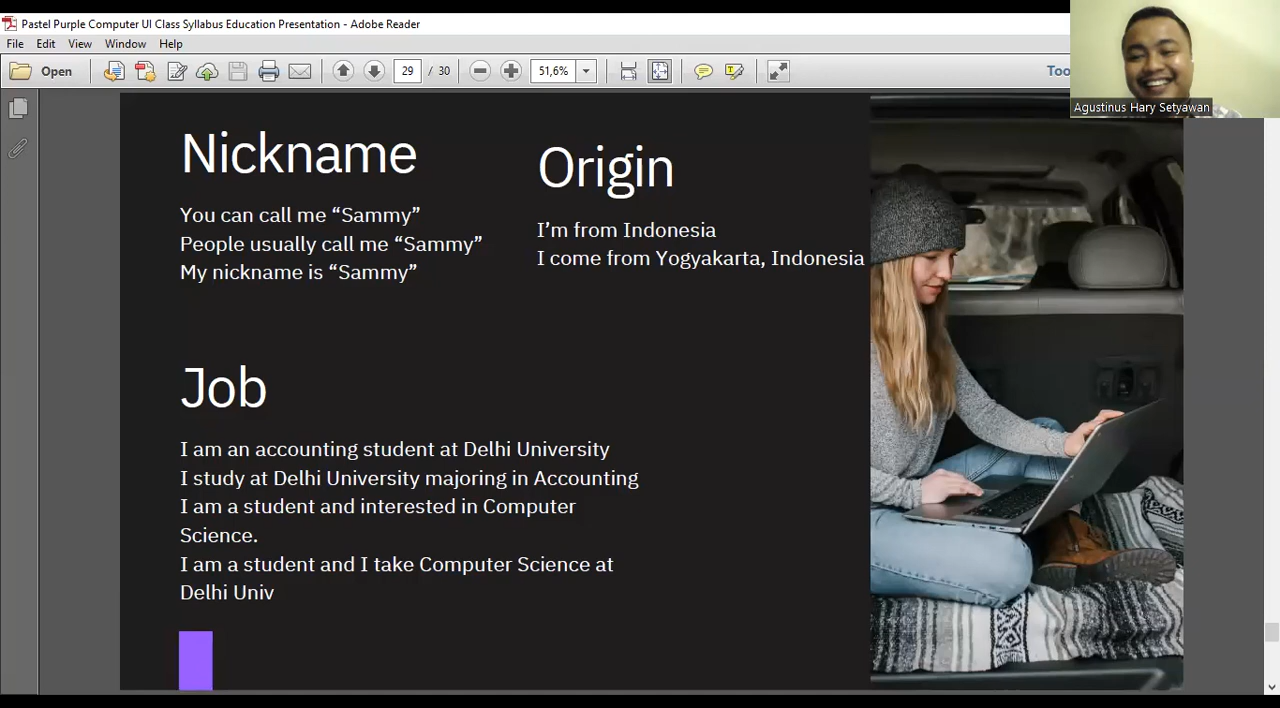 Pastel Purple Computer UI Class Syllabus Education Presentation - Adobe Reader
File Edit View Window Help
Open 29 / 30 51,6% Too
Agustinus Hary Setyawan
Nickname
You can call me “Sammy”
People usually call me “Sammy”
My nickname is “Sammy”
Origin
I’m from Indonesia
I come from Yogyakarta, Indonesia
Job
I am an accounting student at Delhi University
I study at Delhi University majoring in Accounting
I am a student and interested in Computer
Science.
I am a student and I take Computer Science at
Delhi Univ